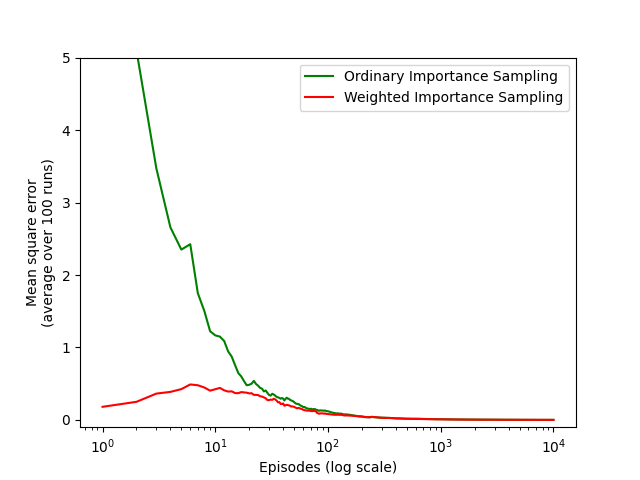 5
4
3
2
1
0
Mean square error
(average over 100 runs)
Ordinary Importance Sampling
Weighted Importance Sampling
10⁰
10¹
10²
10³
10⁴
Episodes (log scale)